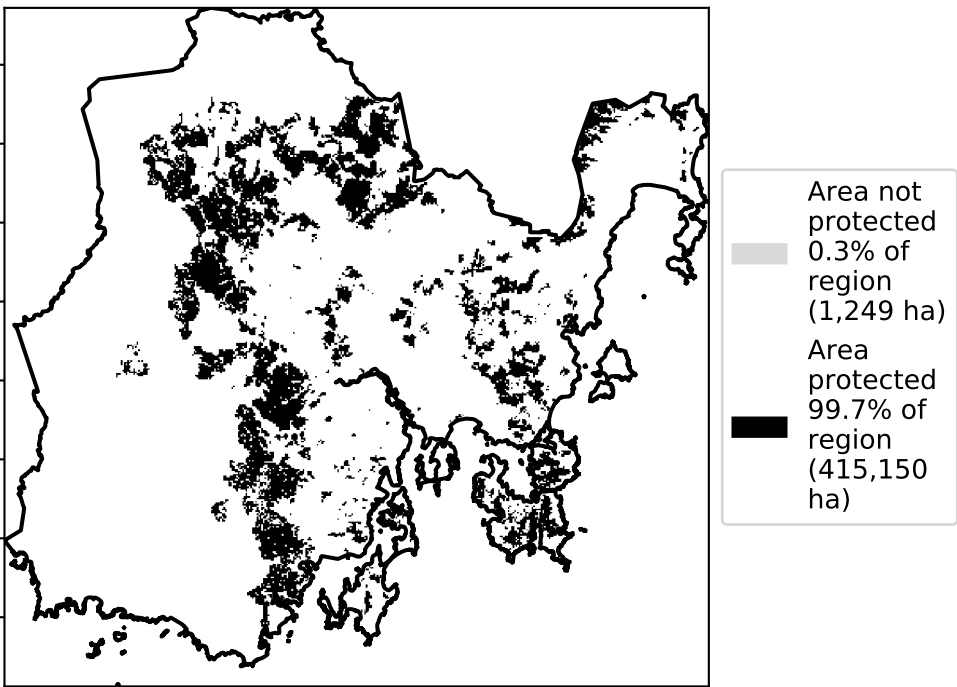 Area not
protected
0.3% of
region
(1,249 ha)
Area
protected
99.7% of
region
(415,150
ha)